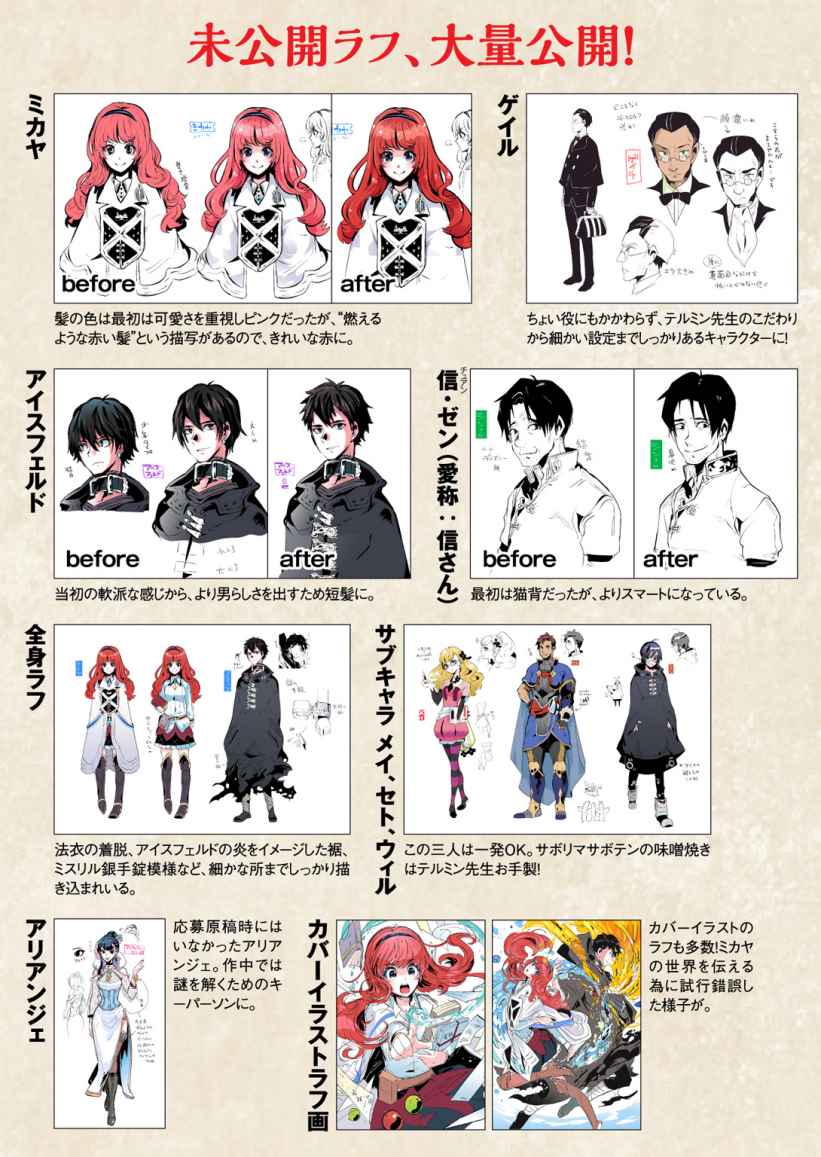 未公開ラフ、大量公開!
ミカヤ
before
after
髪の色は最初は可愛さを重視しピンクだったが、“燃える
ような赤い髪”という描写があるので、きれいな赤に。
ゲイル
ちょい役にもかかわらず、テルミン先生のこだわり
から細かい設定までしっかりあるキャラクターに!
アイスフェルド
before
after
当初の軟派な感じから、より男らしさを出すため短髪に。
信・ゼン(愛称:信さん)
チュアン
before
after
最初は猫背だったが、よりスマートになっている。
全身ラフ
法衣の着脱、アイスフェルドの炎をイメージした裾、
ミスリル銀手錠模様など、細かな所までしっかり描
き込まれいる。
サブキャラ メイ、セト、ウィル
この三人は一発OK。サボリマサボテンの味噌焼き
はテルミン先生お手製!
アリアンジェ
応募原稿時には
いなかったアリア
ンジェ。作中では
謎を解くためのキ
ーパーソンに。
カバーイラストラフ画
カバーイラストの
ラフも多数!ミカヤ
の世界を伝える
為に試行錯誤し
た様子が。